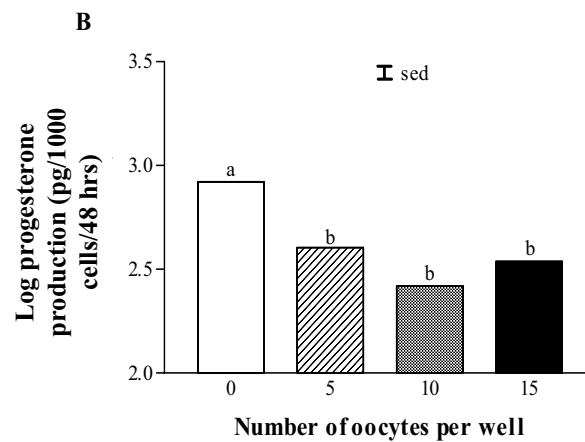 B
Log progesterone
production (pg/1000
cells/48 hrs)
3.5
3.0
2.5
2.0
sed
a
b
b
b
0 5 10 15
Number of oocytes per well